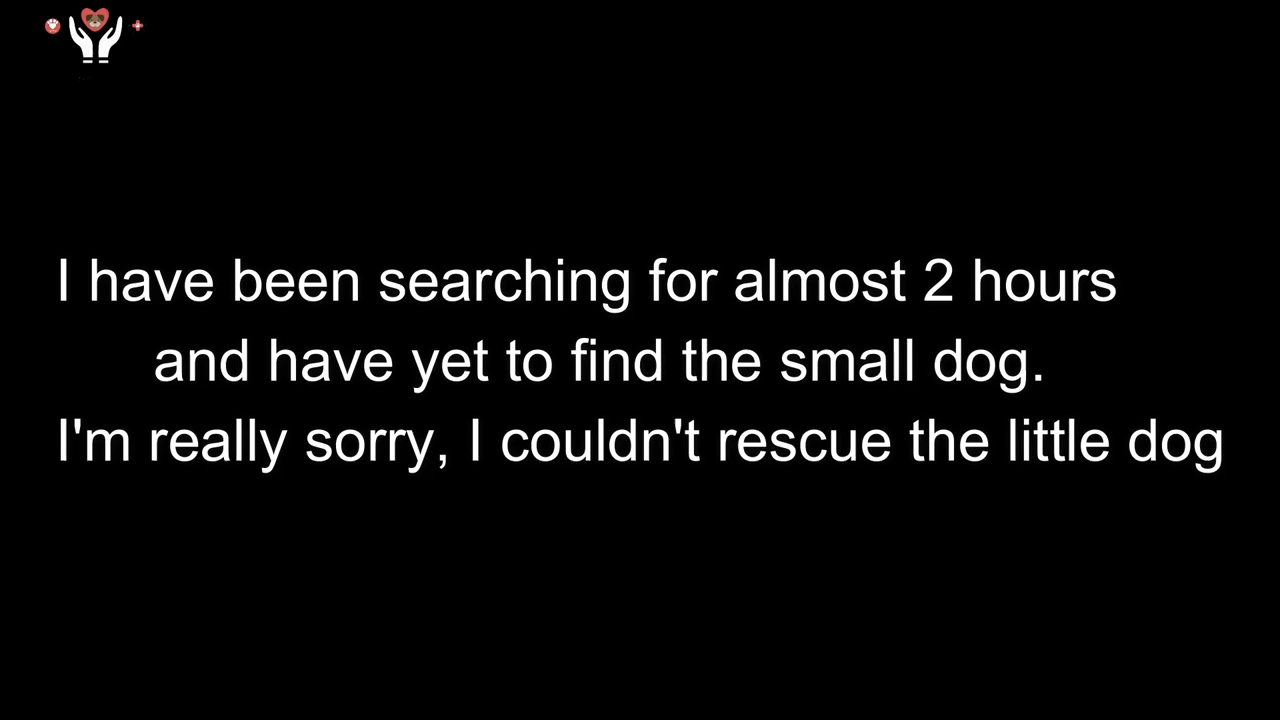 I have been searching for almost 2 hours
and have yet to find the small dog.
I'm really sorry, I couldn't rescue the little dog